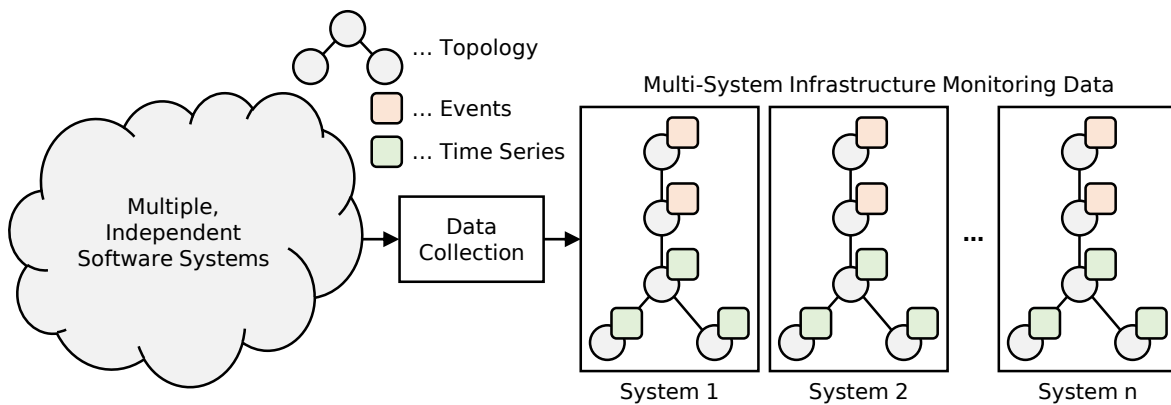 ... Topology
... Events
... Time Series
Multiple,
Independent
Software Systems
Data
Collection
Multi-System Infrastructure Monitoring Data
...
System 1
System 2
System n